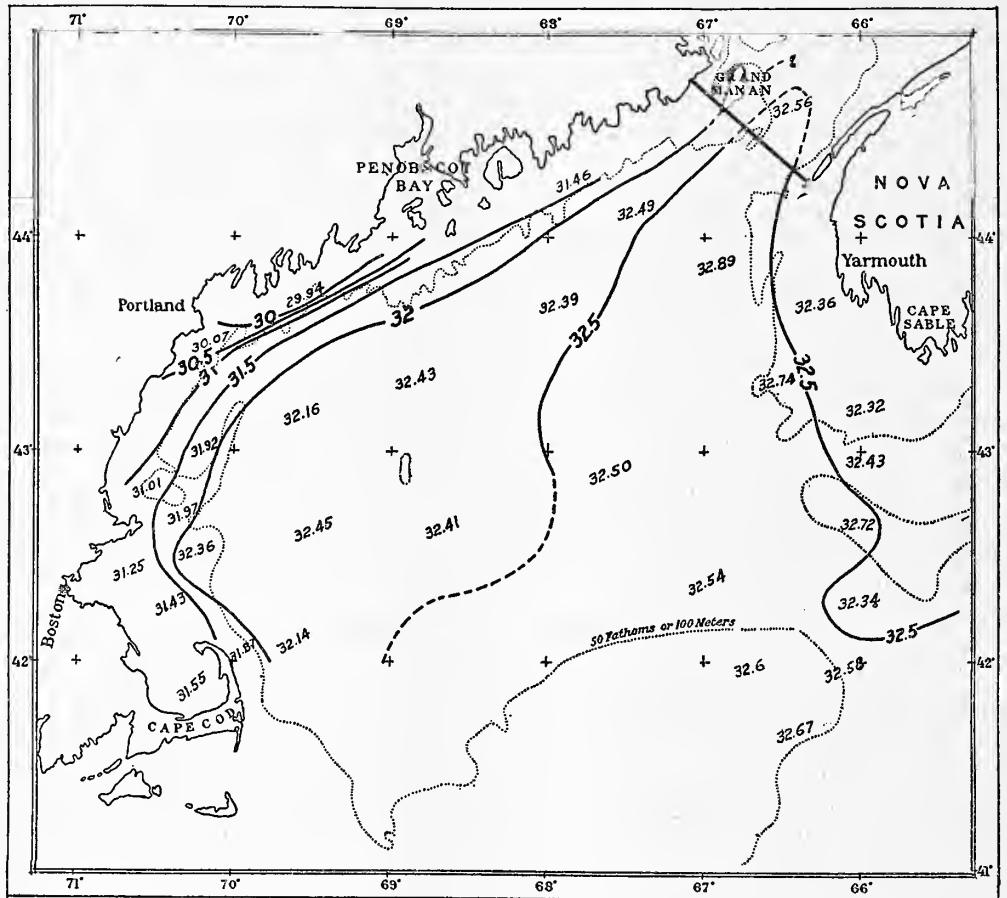 71° 70° 69° 68° 67° 66°
GRAND
MANAN
32.56
PENOBSCOT
BAY
31.46
NOVA
SCOTIA
32.49
44° 44°
Yarmouth
32.89
29.94
Portland
30
32
32.39
32.36
CAPE
SABLE
30.07
30.5
31
31.5
32.5
32.43
32.74
32.5
32.16
32.32
43° 43°
31.92
32.43
31.01
32.50
31.97
32.45
32.41
32.72
32.36
31.25
32.54
Boston
31.43
32.34
32.5
50 Fathoms or 100 Meters
31.87
32.14
42° 42°
32.6
32.58
31.55
CAPE COD
32.67
41°
71° 70° 69° 68° 67° 66°